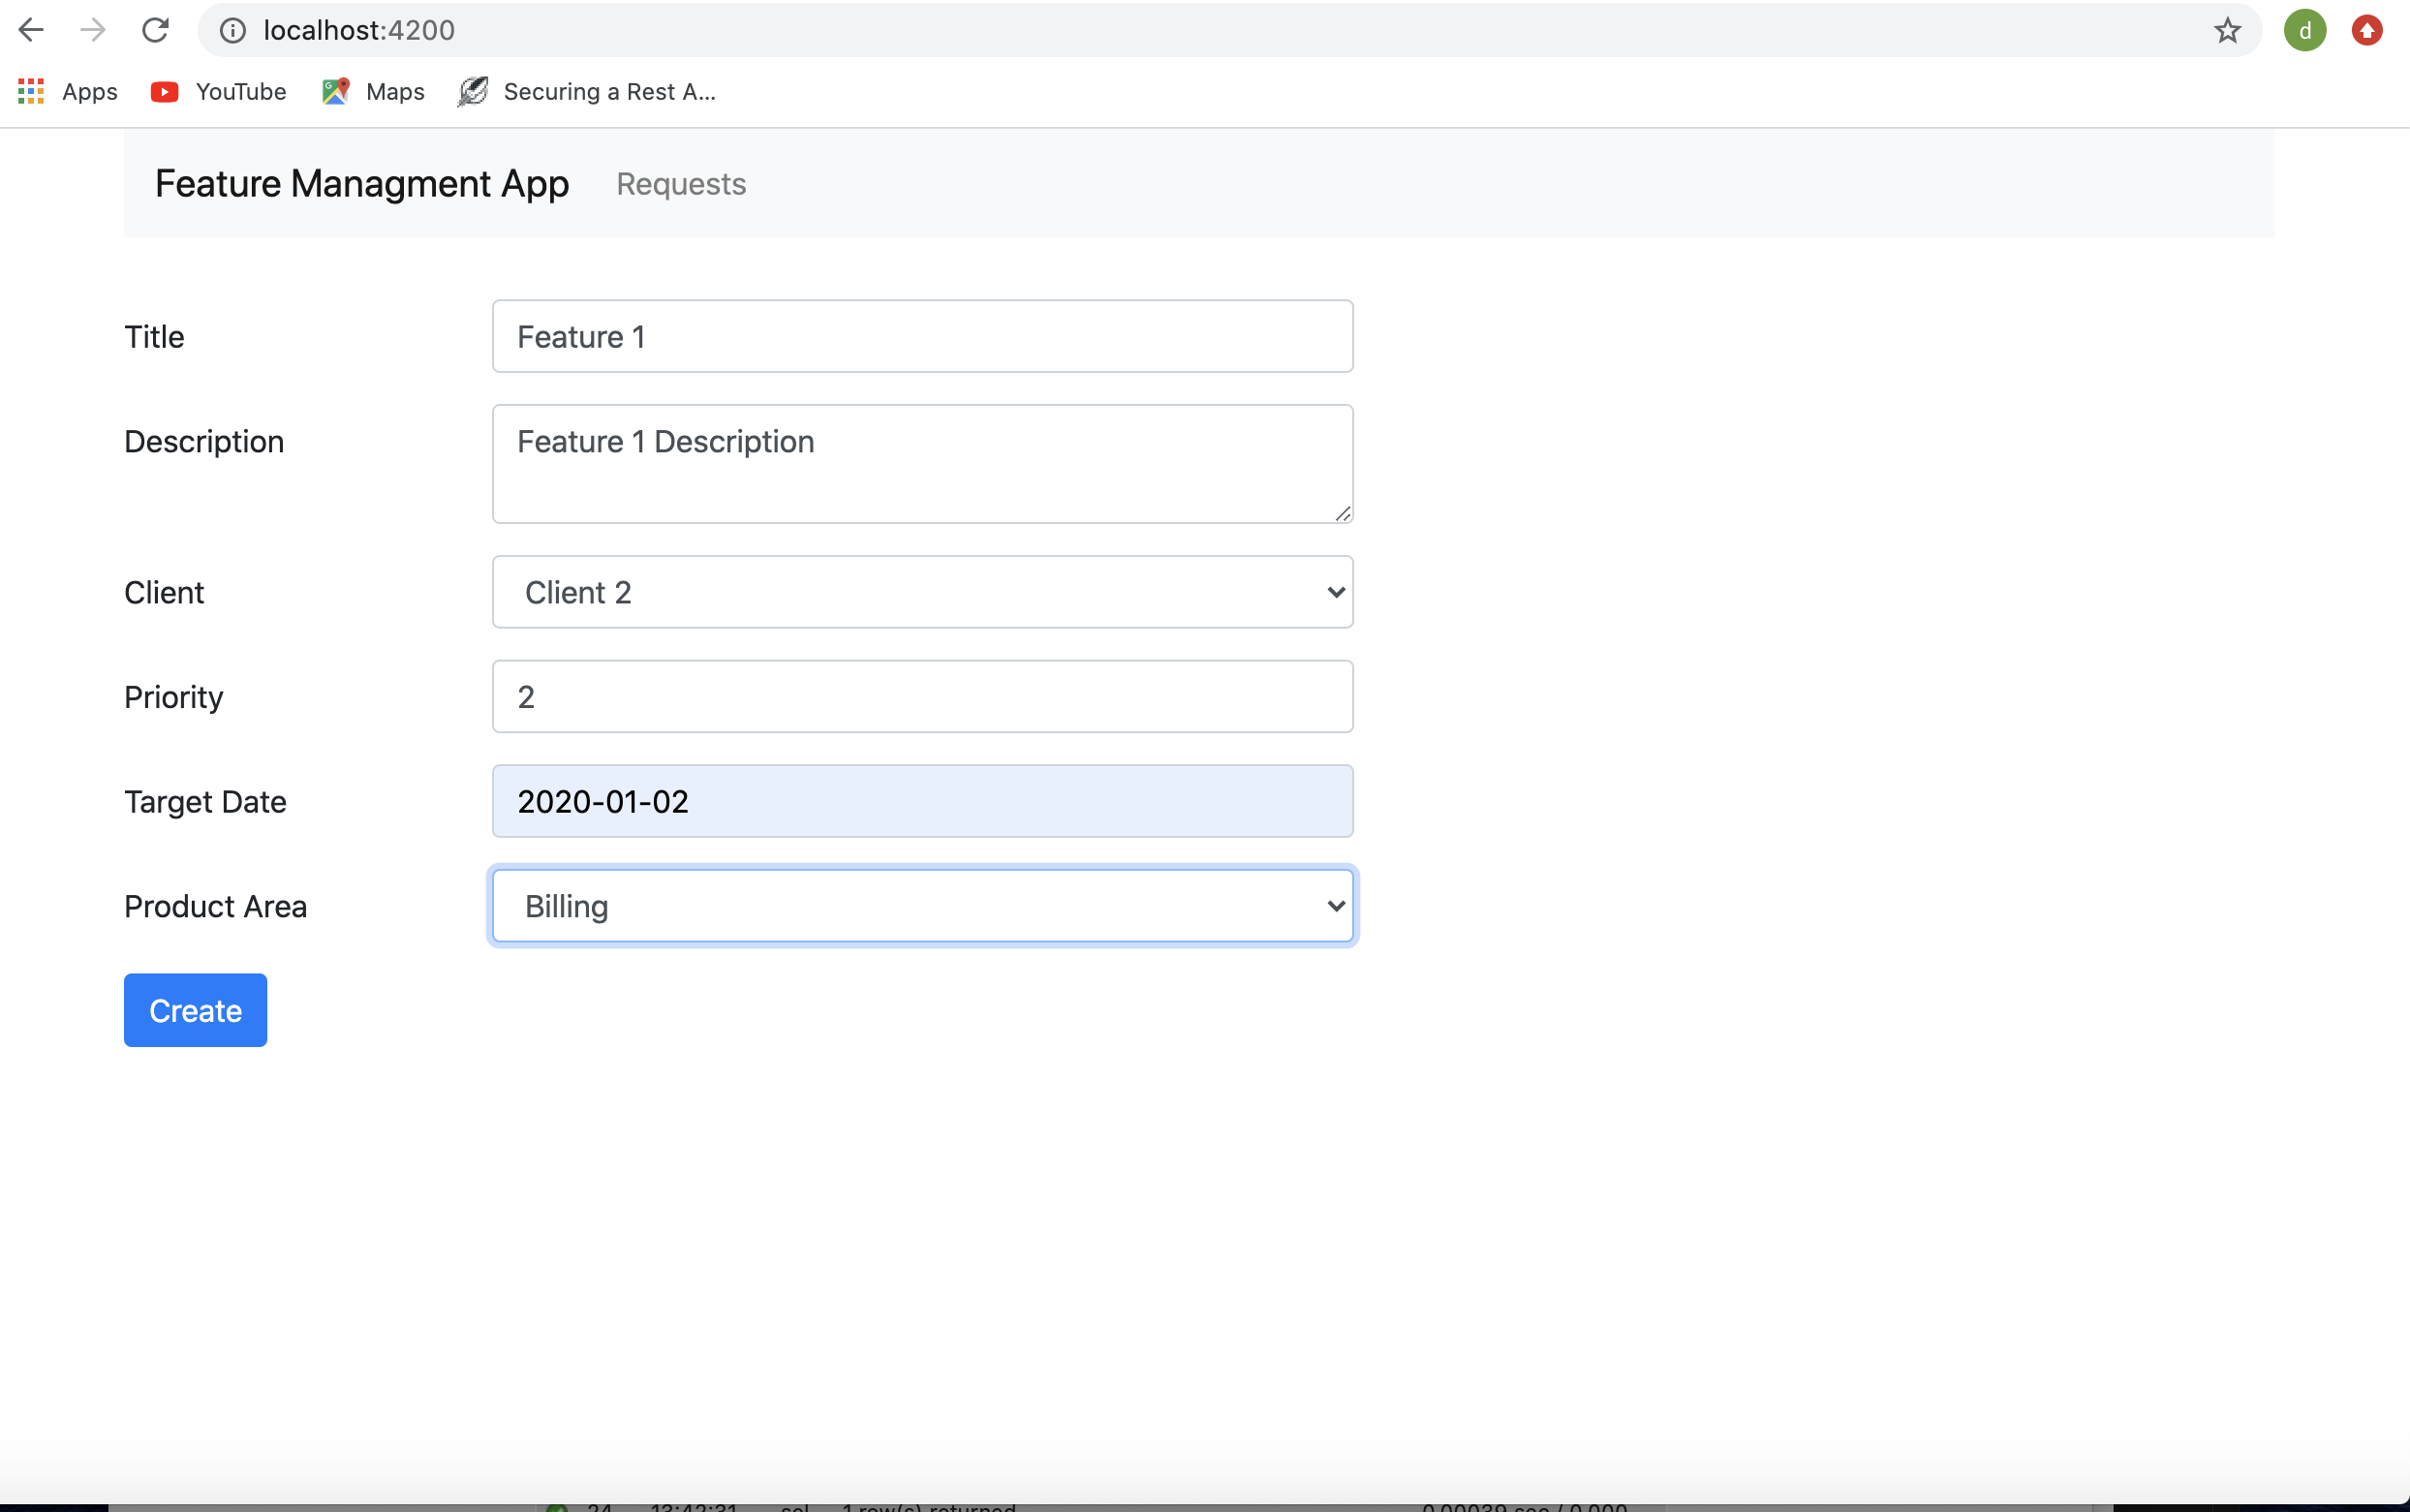 localhost:4200
d
Apps YouTube Maps Securing a Rest A...
Feature Managment App Requests
Title Feature 1
Description Feature 1 Description
Client Client 2
Priority 2
Target Date 2020-01-02
Product Area Billing
Create